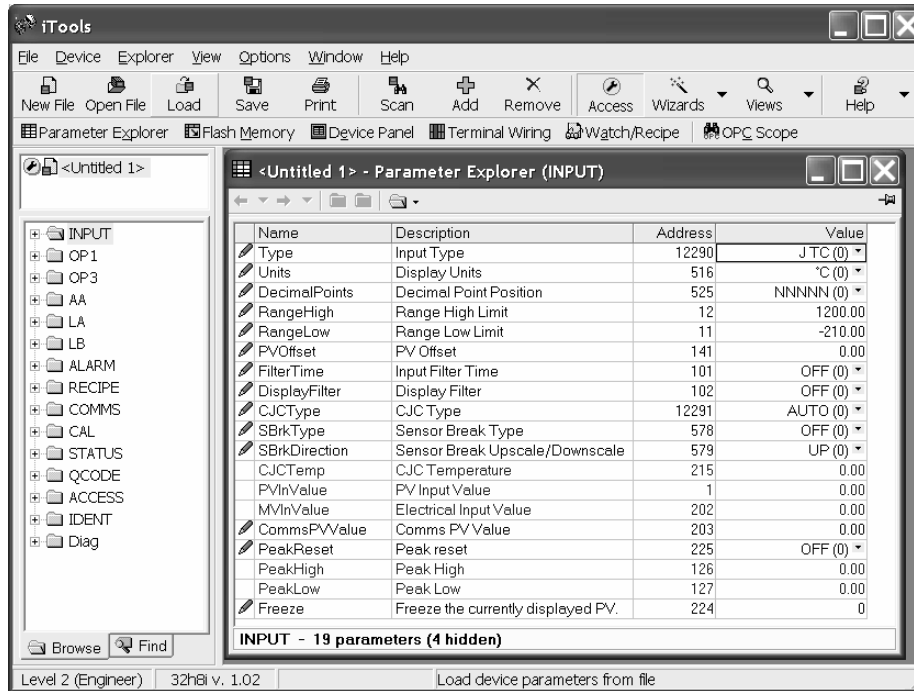 iTools
File Device Explorer View Options Window Help
New File Open File Load Save Print Scan Add Remove Access Wizards Views Help
Parameter Explorer Flash Memory Device Panel Terminal Wiring Watch/Recipe OPC Scope
<Untitled 1>
INPUT
OP1
OP3
AA
LA
LB
ALARM
RECIPE
COMMS
CAL
STATUS
QCODE
ACCESS
IDENT
Diag
Browse Find
<Untitled 1> - Parameter Explorer (INPUT)
Name Description Address Value
Type Input Type 12290 J TC (0)
Units Display Units 516 °C (0)
DecimalPoints Decimal Point Position 525 NNNNN (0)
RangeHigh Range High Limit 12 1200.00
RangeLow Range Low Limit 11 -210.00
PVOffset PV Offset 141 0.00
FilterTime Input Filter Time 101 OFF (0)
DisplayFilter Display Filter 102 OFF (0)
CJCType CJC Type 12291 AUTO (0)
SBrkType Sensor Break Type 578 OFF (0)
SBrkDirection Sensor Break Upscale/Downscale 579 UP (0)
CJCTemp CJC Temperature 215 0.00
PVInValue PV Input Value 1 0.00
MVInValue Electrical Input Value 202 0.00
CommsPVValue Comms PV Value 203 0.00
PeakReset Peak reset 225 OFF (0)
PeakHigh Peak High 126 0.00
PeakLow Peak Low 127 0.00
Freeze Freeze the currently displayed PV. 224 0
INPUT - 19 parameters (4 hidden)
Level 2 (Engineer) 32h8i v. 1.02 Load device parameters from file